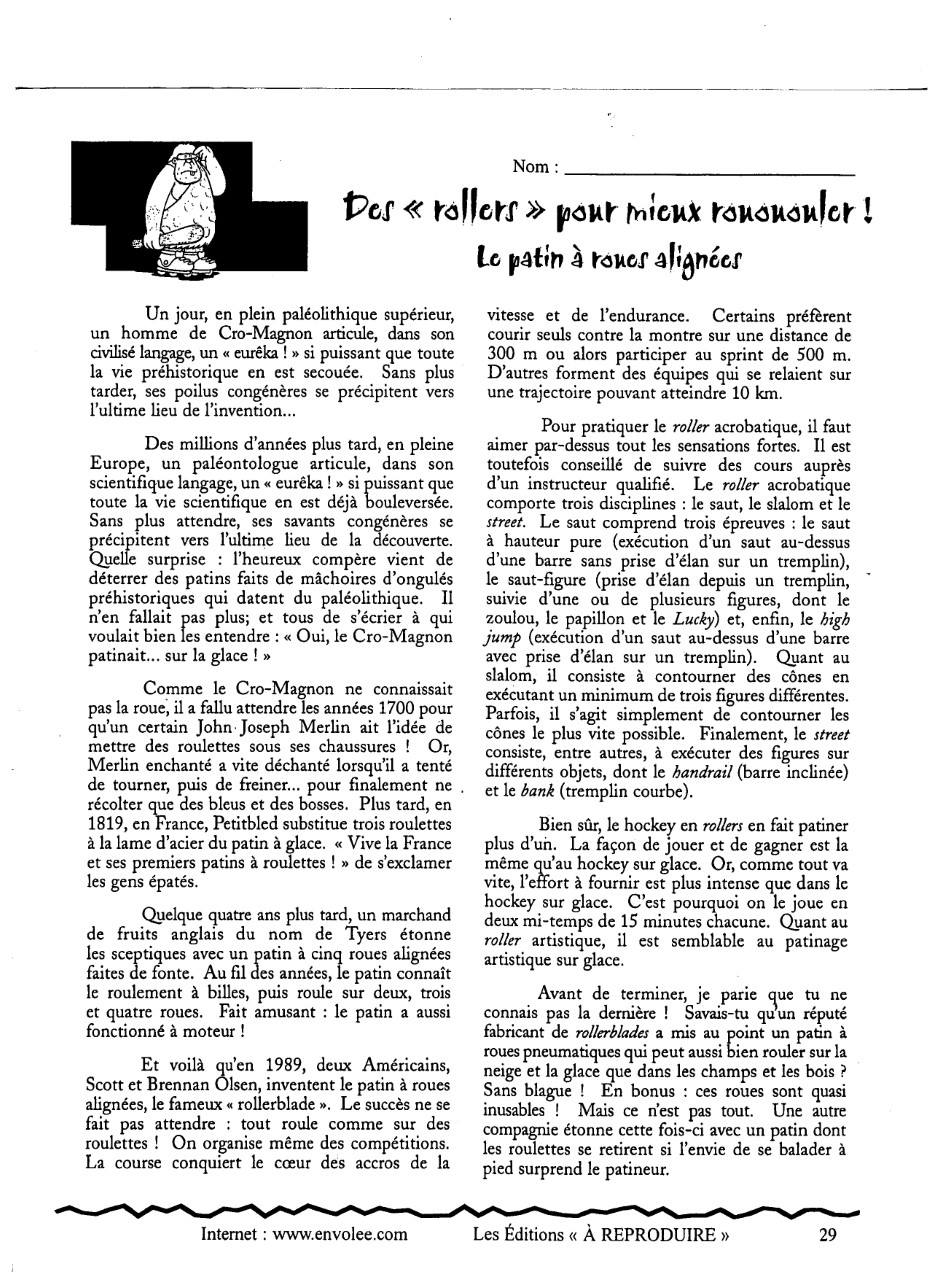 Nom :
Des « rollers » pour mieux rououououler !
Le patin à roues alignées
Un jour, en plein paléolithique supérieur,
un homme de Cro-Magnon articule, dans son
civilisé langage, un « eurêka ! » si puissant que toute
la vie préhistorique en est secouée. Sans plus
tarder, ses poilus congénères se précipitent vers
l'ultime lieu de l'invention...
Des millions d'années plus tard, en pleine
Europe, un paléontologue articule, dans son
scientifique langage, un « eurêka ! » si puissant que
toute la vie scientifique en est déjà bouleversée.
Sans plus attendre, ses savants congénères se
précipitent vers l'ultime lieu de la découverte.
Quelle surprise : l'heureux compère vient de
déterrer des patins faits de mâchoires d'ongulés
préhistoriques qui datent du paléolithique. Il
n'en fallait pas plus; et tous de s'écrier à qui
voulait bien les entendre : « Oui, le Cro-Magnon
patinait... sur la glace ! »
Comme le Cro-Magnon ne connaissait
pas la roue, il a fallu attendre les années 1700 pour
qu'un certain John Joseph Merlin ait l'idée de
mettre des roulettes sous ses chaussures ! Or,
Merlin enchanté a vite déchanté lorsqu'il a tenté
de tourner, puis de freiner... pour finalement ne
récolter que des bleus et des bosses. Plus tard, en
1819, en France, Petitbled substitue trois roulettes
à la lame d'acier du patin à glace. « Vive la France
et ses premiers patins à roulettes ! » de s'exclamer
les gens épatés.
Quelque quatre ans plus tard, un marchand
de fruits anglais du nom de Tyers étonne
les sceptiques avec un patin à cinq roues alignées
faites de fonte. Au fil des années, le patin connaît
le roulement à billes, puis roule sur deux, trois
et quatre roues. Fait amusant : le patin a aussi
fonctionné à moteur !
Et voilà qu'en 1989, deux Américains,
Scott et Brennan Olsen, inventent le patin à roues
alignées, le fameux « rollerblade ». Le succès ne se
fait pas attendre : tout roule comme sur des
roulettes ! On organise même des compétitions.
La course conquiert le cœur des accros de la
vitesse et de l'endurance. Certains préfèrent
courir seuls contre la montre sur une distance de
300 m ou alors participer au sprint de 500 m.
D'autres forment des équipes qui se relaient sur
une trajectoire pouvant atteindre 10 km.
Pour pratiquer le roller acrobatique, il faut
aimer par-dessus tout les sensations fortes. Il est
toutefois conseillé de suivre des cours auprès
d'un instructeur qualifié. Le roller acrobatique
comporte trois disciplines : le saut, le slalom et le
street. Le saut comprend trois épreuves : le saut
à hauteur pure (exécution d'un saut au-dessus
d'une barre sans prise d'élan sur un tremplin),
le saut-figure (prise d'élan depuis un tremplin,
suivie d'une ou de plusieurs figures, dont le
zoulou, le papillon et le Lucky) et, enfin, le high
jump (exécution d'un saut au-dessus d'une barre
avec prise d'élan sur un tremplin). Quant au
slalom, il consiste à contourner des cônes en
exécutant un minimum de trois figures différentes.
Parfois, il s'agit simplement de contourner les
cônes le plus vite possible. Finalement, le street
consiste, entre autres, à exécuter des figures sur
différents objets, dont le handrail (barre inclinée)
et le bank (tremplin courbe).
Bien sûr, le hockey en rollers en fait patiner
plus d'un. La façon de jouer et de gagner est la
même qu'au hockey sur glace. Or, comme tout va
vite, l'effort à fournir est plus intense que dans le
hockey sur glace. C'est pourquoi on le joue en
deux mi-temps de 15 minutes chacune. Quant au
roller artistique, il est semblable au patinage
artistique sur glace.
Avant de terminer, je parie que tu ne
connais pas la dernière ! Savais-tu qu'un réputé
fabricant de rollerblades a mis au point un patin à
roues pneumatiques qui peut aussi bien rouler sur la
neige et la glace que dans les champs et les bois ?
Sans blague ! En bonus : ces roues sont quasi
inusables ! Mais ce n'est pas tout. Une autre
compagnie étonne cette fois-ci avec un patin dont
les roulettes se retirent si l'envie de se balader à
pied surprend le patineur.
Internet : www.envolee.com Les Éditions « À REPRODUIRE » 29